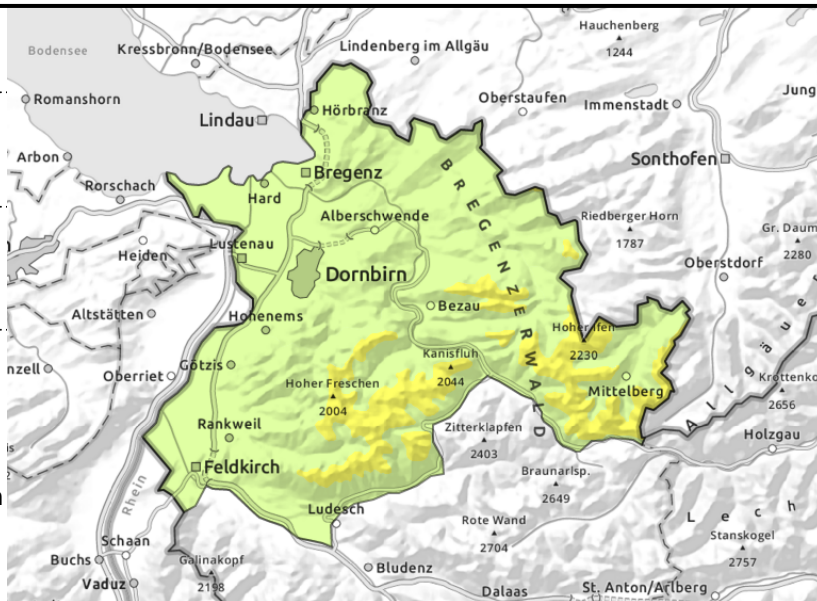 Hauchenberg
1244
Bodensee
Kressbronn/Bodensee
Lindenberg im Allgäu
Jung
Romanshorn
Hörbranz
Oberstaufen
Immenstadt
Lindau
Arbon
Bregenz
Sonthofen
Rorschach
Hard
BREGENZERWALD
Alberschwende
Riedberger Horn
1787
Gr. Daum
2280
Lustenau
Heiden
Dornbirn
Oberstdorf
Altstätten
Hohenems
Bezau
Hoher Ifen
2230
Allgäuer
nzell
Oberriet
Götzis
Kanisfluh
2044
Hoher Freschen
2004
Mittelberg
Krottenko
2656
Rankweil
Zitterklapfen
2403
Holzgau
Feldkirch
Braunarlsp.
2649
Rhein
Ludesch
Rote Wand
2704
Lech
Stanskogel
2757
Schaan
Buchs
Galinakopf
2198
Bludenz
Vaduz
Dalaas
St. Anton/Arlberg